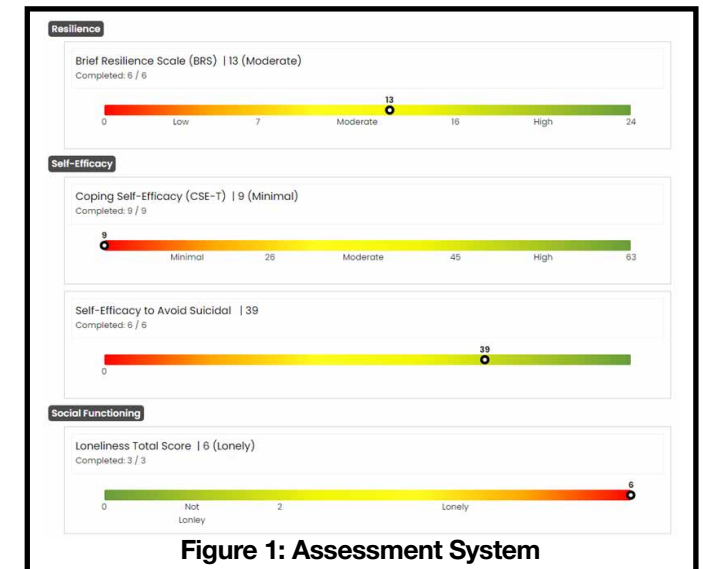 Resilience
Brief Resilience Scale (BRS) | 13 (Moderate)
Completed: 6 / 6
13
0 Low 7 Moderate 16 High 24
Self-Efficacy
Coping Self-Efficacy (CSE-T) | 9 (Minimal)
Completed: 9 / 9
9
Minimal 26 Moderate 45 High 63
Self-Efficacy to Avoid Suicidal | 39
Completed: 6 / 6
39
0
Social Functioning
Loneliness Total Score | 6 (Lonely)
Completed: 3 / 3
6
0 Not 2 Lonely
Lonley
Figure 1: Assessment System